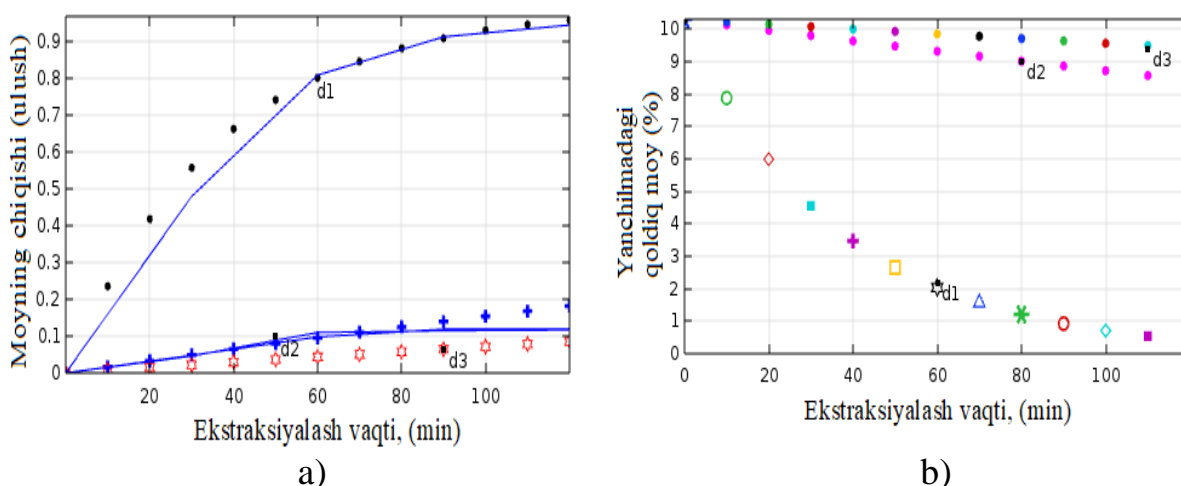 Moyning chiqishi (ulush)
0.9
0.8
0.7
0.6
0.5
0.4
0.3
0.2
0.1
0
20 40 60 80 100
d1
d2
d3
Ekstraksiyalash vaqti, (min)
a)
Yanchilmadagi
qoldiq moy (%)
10
9
8
7
6
5
4
3
2
1
0
0 20 40 60 80 100
d3
d2
d1
Ekstraksiyalash vaqti, (min)
b)